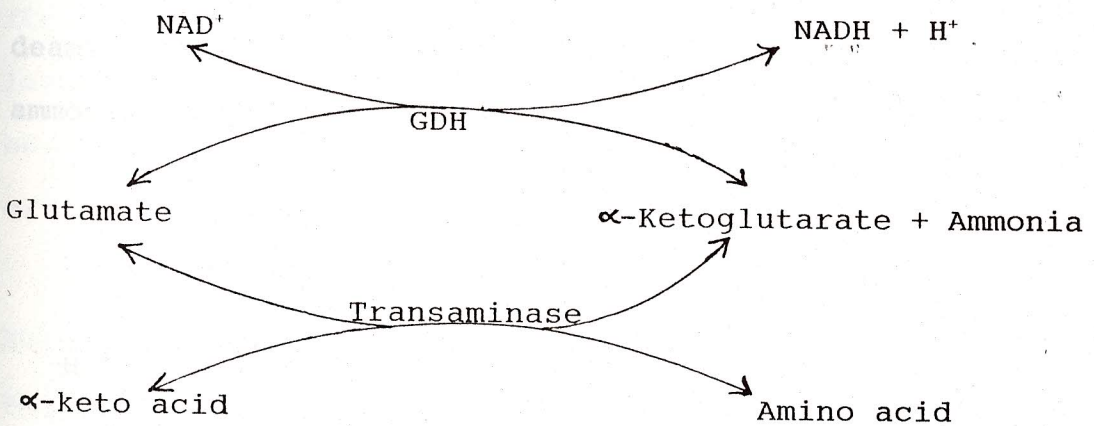 NAD⁺ NADH + H⁺
GDH
Glutamate ∝-Ketoglutarate + Ammonia
Transaminase
∝-keto acid Amino acid